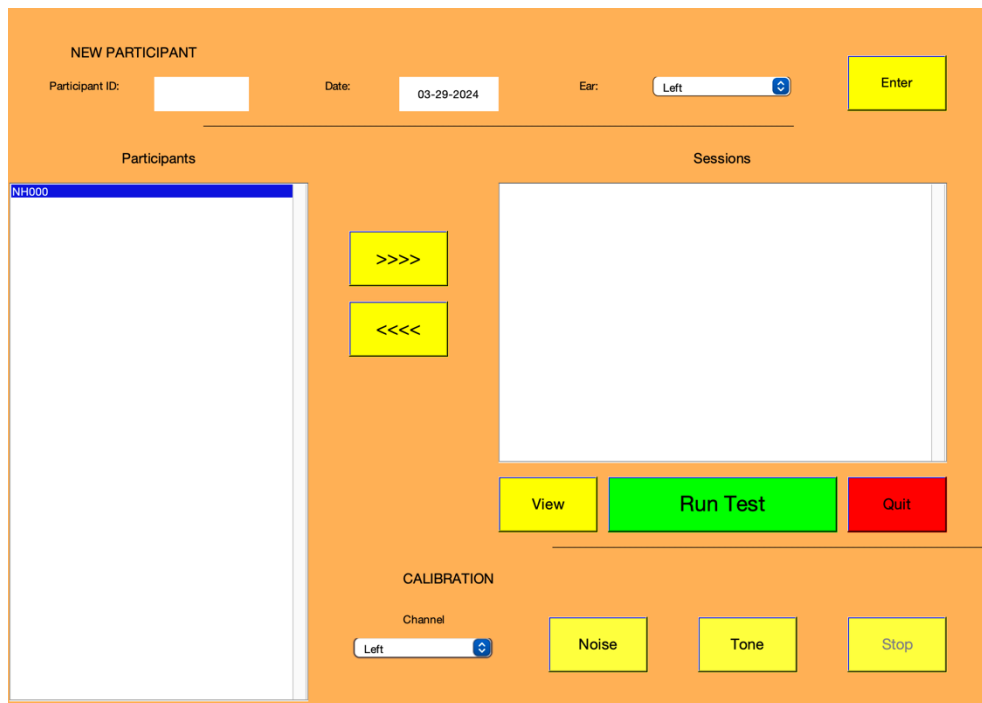 NEW PARTICIPANT
Participant ID:
Date:
03-29-2024
Ear:
Left
Enter
Participants
Sessions
NH000
>>>>
<<<<
View
Run Test
Quit
CALIBRATION
Channel
Left
Noise
Tone
Stop